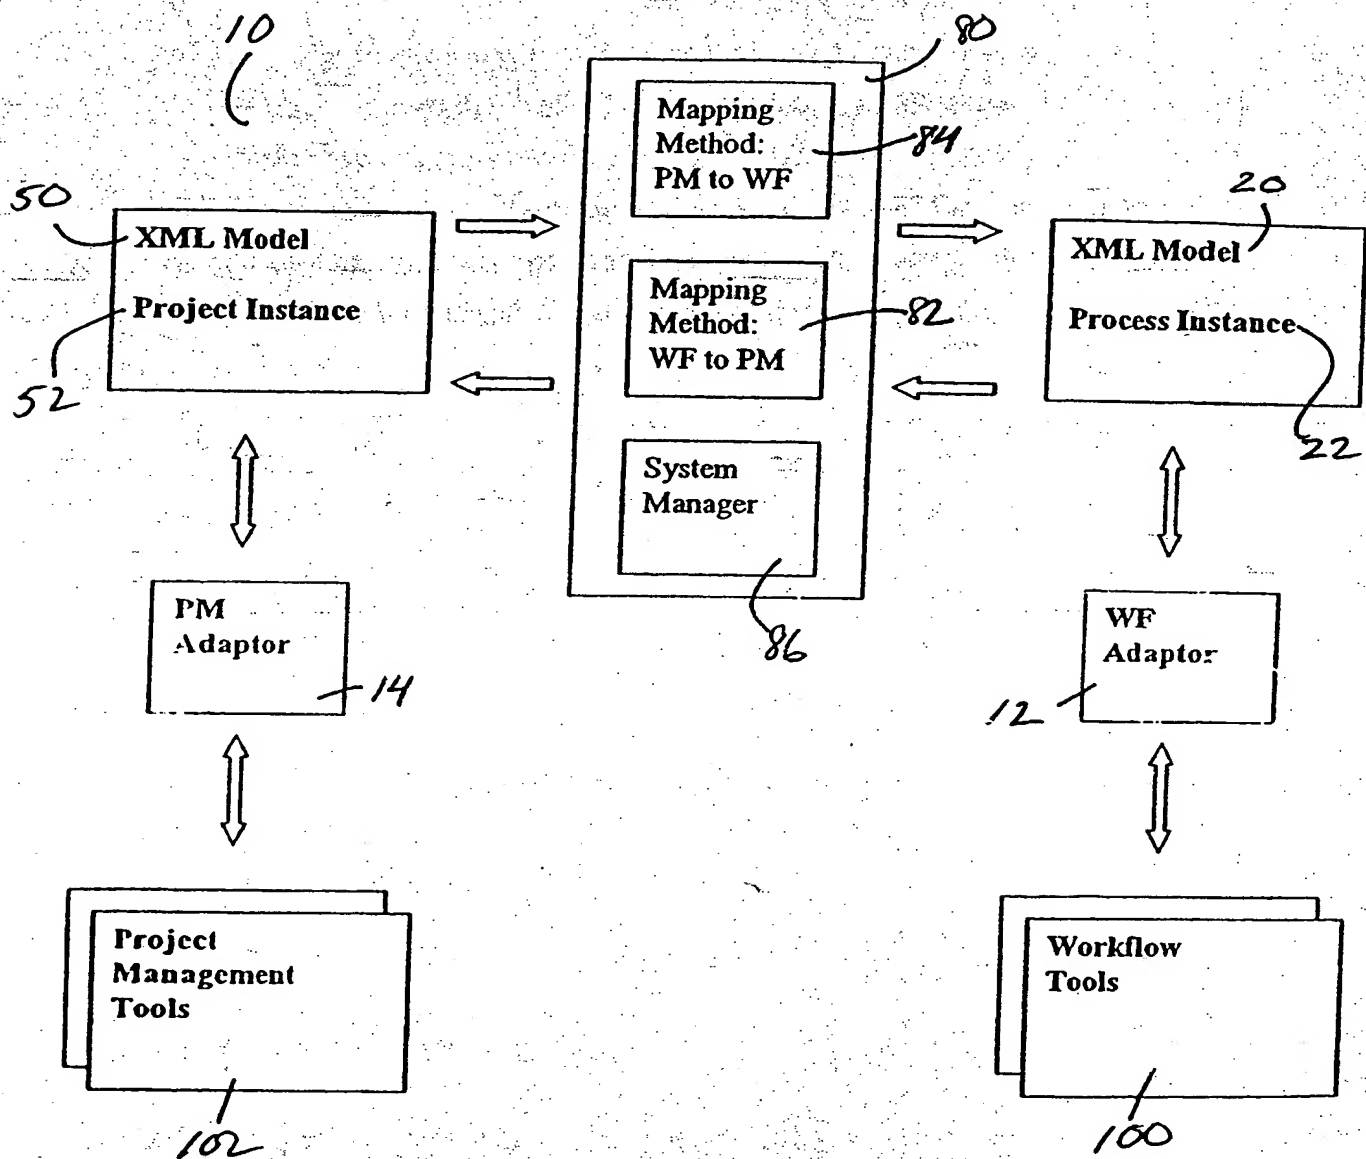 10
80
Mapping
Method:
PM to WF
84
50
XML Model
Project Instance
52
20
XML Model
Process Instance
22
Mapping
Method:
WF to PM
82
System
Manager
86
PM
Adaptor
14
WF
Adaptor
12
Project
Management
Tools
102
Workflow
Tools
100